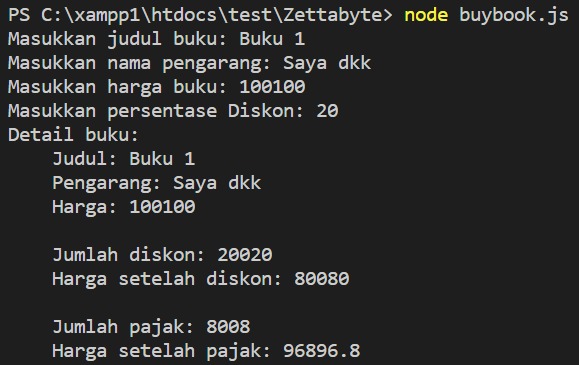 PS C:\xampp1\htdocs\test\Zettabyte> node buybook.js
Masukkan judul buku: Buku 1
Masukkan nama pengarang: Saya dkk
Masukkan harga buku: 100100
Masukkan persentase Diskon: 20
Detail buku:
    Judul: Buku 1
    Pengarang: Saya dkk
    Harga: 100100

    Jumlah diskon: 20020
    Harga setelah diskon: 80080

    Jumlah pajak: 8008
    Harga setelah pajak: 96896.8